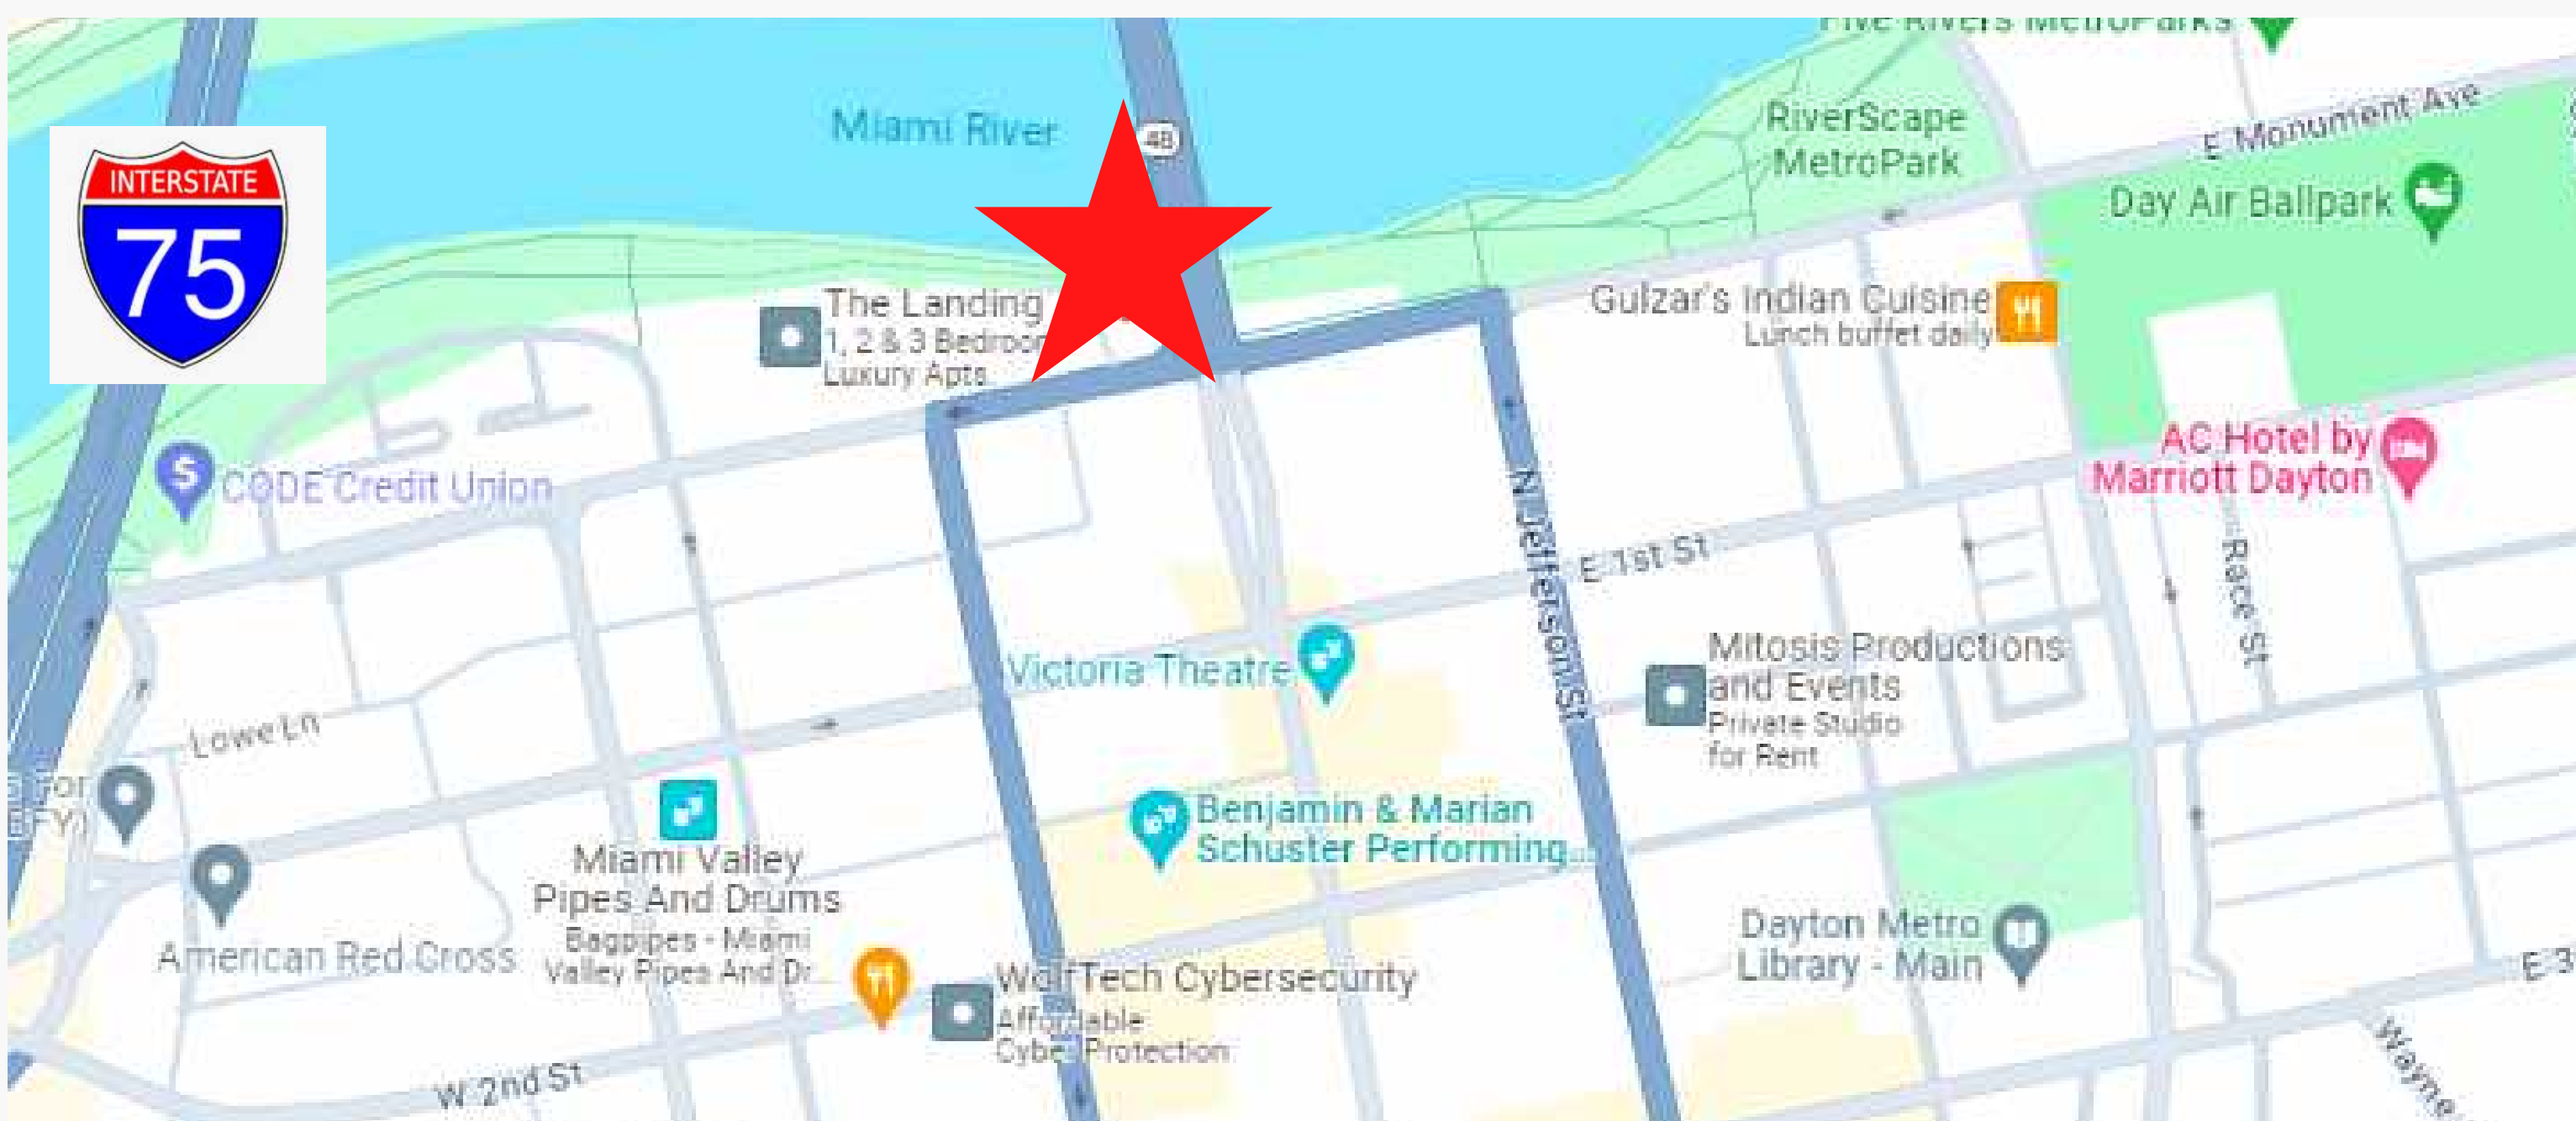 Five Rivers MetroParks
INTERSTATE
75
Miami River
48
RiverScape
MetroPark
E Monument Ave
Day Air Ballpark
The Landing
1, 2 & 3
Luxury Apts
Gulzar's Indian Cuisine
Lunch buffet daily
AC Hotel by
Marriott Dayton
CODE Credit Union
N Jefferson St
E 1st St
Race St
Victoria Theatre
Mitosis Productions
and Events
Private Studio
for Rent
Lowe Ln
Benjamin & Marian
Schuster Performing...
Miami Valley
Pipes And Drums
Bagpipes - Miami
Valley Pipes And Dr...
American Red Cross
WolfTech Cybersecurity
Affordable
Cyber Protection
Dayton Metro
Library - Main
E 3
W 2nd St
Wayne